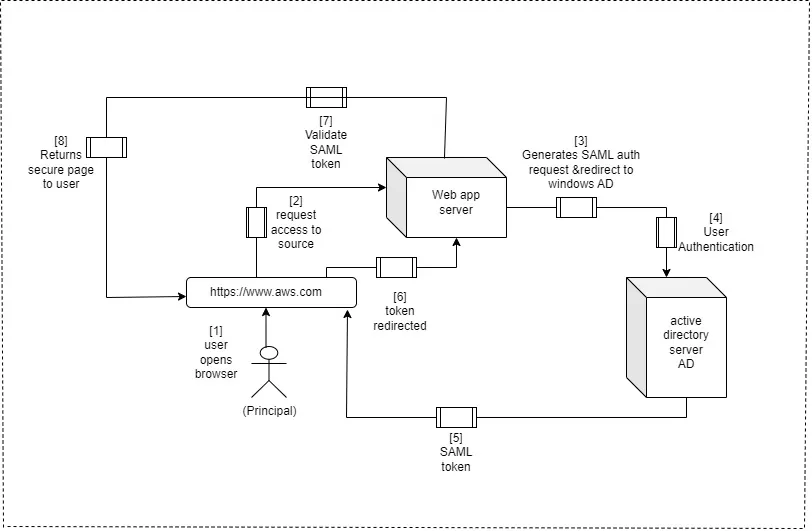 [7]
Validate
SAML
token
[8]
Returns
secure page
to user
[3]
Generates SAML auth
request &redirect to
windows AD
Web app
server
[2]
request
access to
source
[4]
User
Authentication
https://www.aws.com
[6]
token
redirected
[1]
user
opens
browser
(Principal)
active
directory
server
AD
[5]
SAML
token